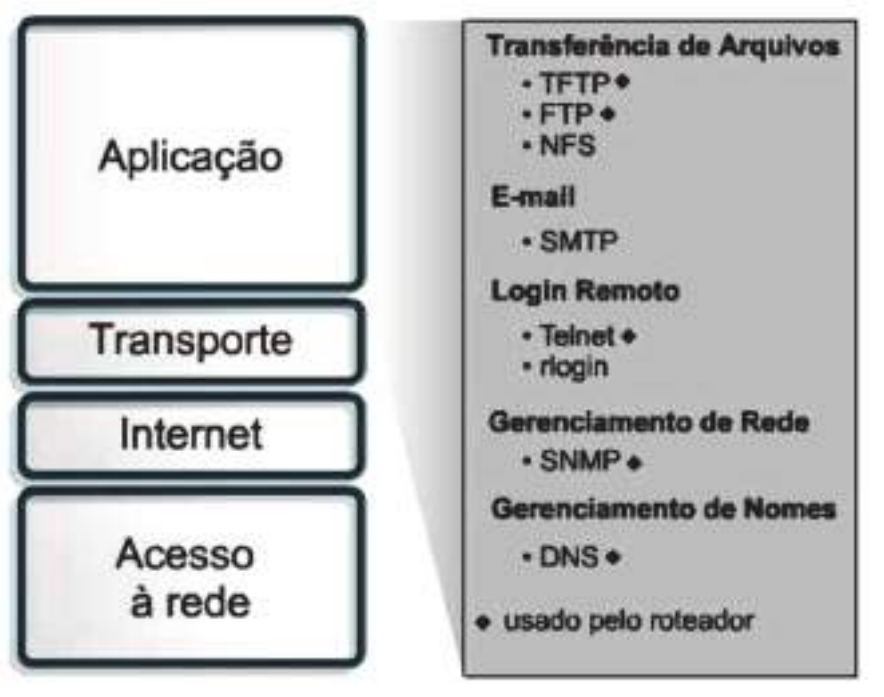 Aplicação
Transporte
Internet
Acesso
à rede
Transferência de Arquivos
• TFTP ◆
• FTP ◆
• NFS
E-mail
• SMTP
Login Remoto
• Telnet ◆
• rlogin
Gerenciamento de Rede
• SNMP ◆
Gerenciamento de Nomes
• DNS ◆
◆ usado pelo roteador